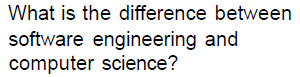 What is the difference between
software engineering and
computer science?